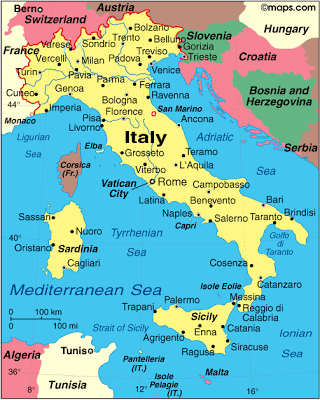 ©maps.com
Berno
Austria
Switzerland
Hungary
France
Bolzano
Sondrio
Belluno
Slovenia
Varese
Trento
Gorizia
Vercelli
Milan
Treviso
Trieste
Croatia
Turin
Padova
Venice
Pavia
Parma
Cuneo
Genoa
Ferrara
44°
Bologna
Ravenna
Bosnia and
Herzegovina
Imperia
Florence
San Marino
Monaco
Pisa
Ancona
Livorno
Ligurian
Sea
Elba
Italy
Adriatic
Sea
Serbia
Grosseto
Teramo
Corsica
(Fr.)
Viterbo
L'Aquila
Vatican
City
Rome
Campobasso
Latina
Benevento
Bari
Sassari
Naples
Salerno
Taranto
Brindisi
Capri
Nuoro
Tyrrhenian
Sea
Golfo
di
Taranto
40°
Oristano
Sardinia
Cosenza
Cagliari
Catanzaro
Isole Eolie
Mediterranean Sea
Messina
Palermo
Reggio di
Calabria
Trapani
0
100 km
0
100 mi
Sicily
Ionian
Sea
Strait of Sicily
Enna
Catania
Agrigento
Siracuse
Ragusa
Algeria
Tunis
Pantelleria
(IT.)
36°
Isole
Pelagie
(IT.)
Malta
8°
Tunisia
12°
16°